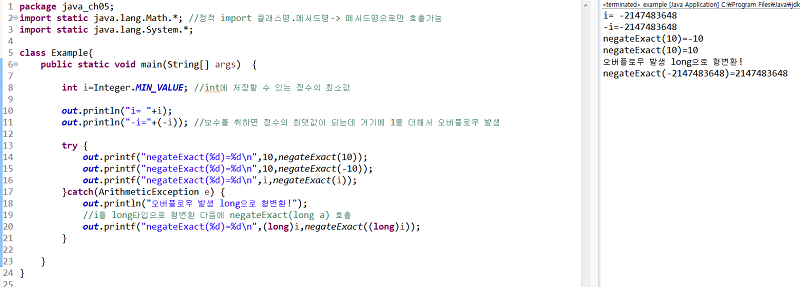 package java_ch05;
import static java.lang.Math.*; //정적 import 클래스명.메서드명-> 메서드명으로만 호출가능
import static java.lang.System.*;
class Example{
public static void main(String[] args) {
int i=Integer.MIN_VALUE; //int에 저장할 수 있는 정수의 최소값
out.println("i= "+i);
out.println("-i="+(-i)); //보수를 취하면 정수의 최댓값이 되는데 거기에 1를 더해서 오버플로우 발생
try {
out.printf("negateExact(%d)=%d\n",10,negateExact(10));
out.printf("negateExact(%d)=%d\n",10,negateExact(-10));
out.printf("negateExact(%d)=%d\n",i,negateExact(i));
}catch(ArithmeticException e) {
out.println("오버플로우 발생 long으로 형변환!");
//i를 long타입으로 형변환 다음에 negateExact(long a) 호출
out.printf("negateExact(%d)=%d\n",(long)i,negateExact((long)i));
}
}
}
1
2
3
4
5
6
7
8
9
10
11
12
13
14
15
16
17
18
19
20
21
22
23
24
25
<terminated> example [Java Application] C:\Program Files\Java\jdk
i= -2147483648
-i=-2147483648
negateExact(10)=-10
negateExact(10)=10
오버플로우 발생 long으로 형변환!
negateExact(-2147483648)=2147483648